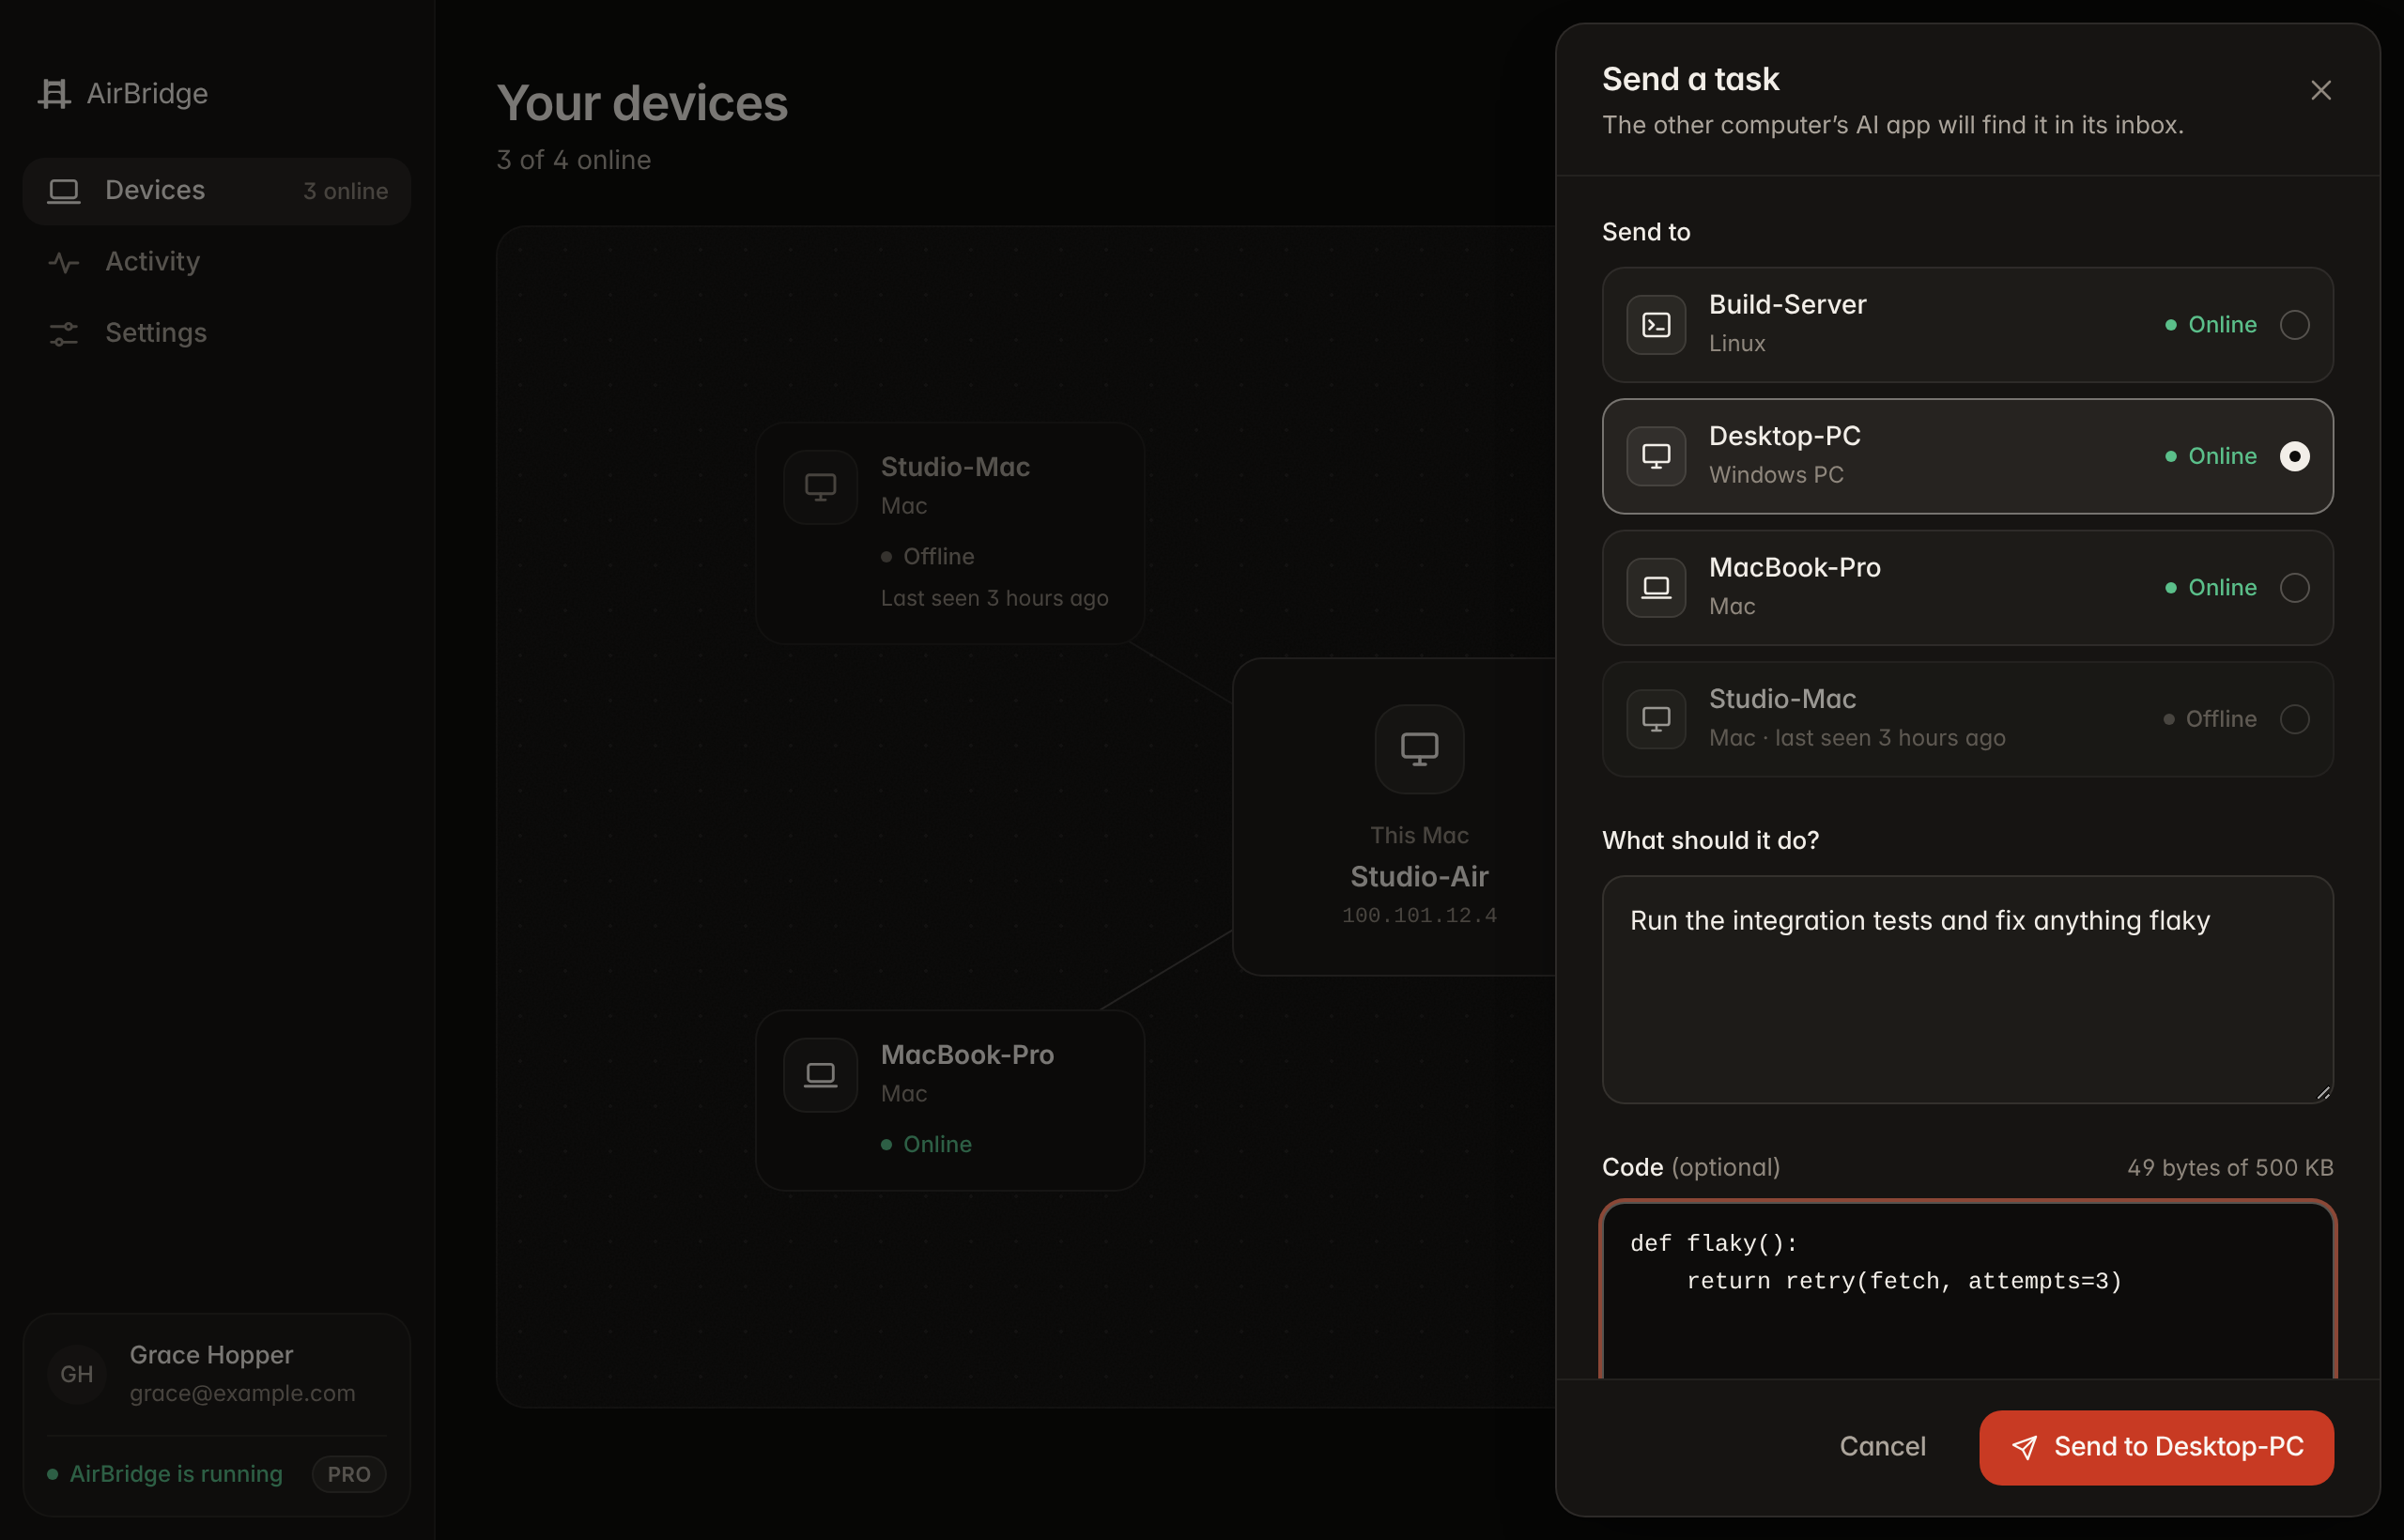 AirBridge
Devices 3 online
Activity
Settings
GH
Grace Hopper
grace@example.com
AirBridge is running PRO
Your devices
3 of 4 online
Studio-Mac
Mac
Offline
Last seen 3 hours ago
This Mac
Studio-Air
100.101.12.4
MacBook-Pro
Mac
Online
Send a task
The other computer’s AI app will find it in its inbox.
Send to
Build-Server
Linux
Online
Desktop-PC
Windows PC
Online
MacBook-Pro
Mac
Online
Studio-Mac
Mac · last seen 3 hours ago
Offline
What should it do?
Run the integration tests and fix anything flaky
Code (optional) 49 bytes of 500 KB
def flaky():
    return retry(fetch, attempts=3)
Cancel
Send to Desktop-PC